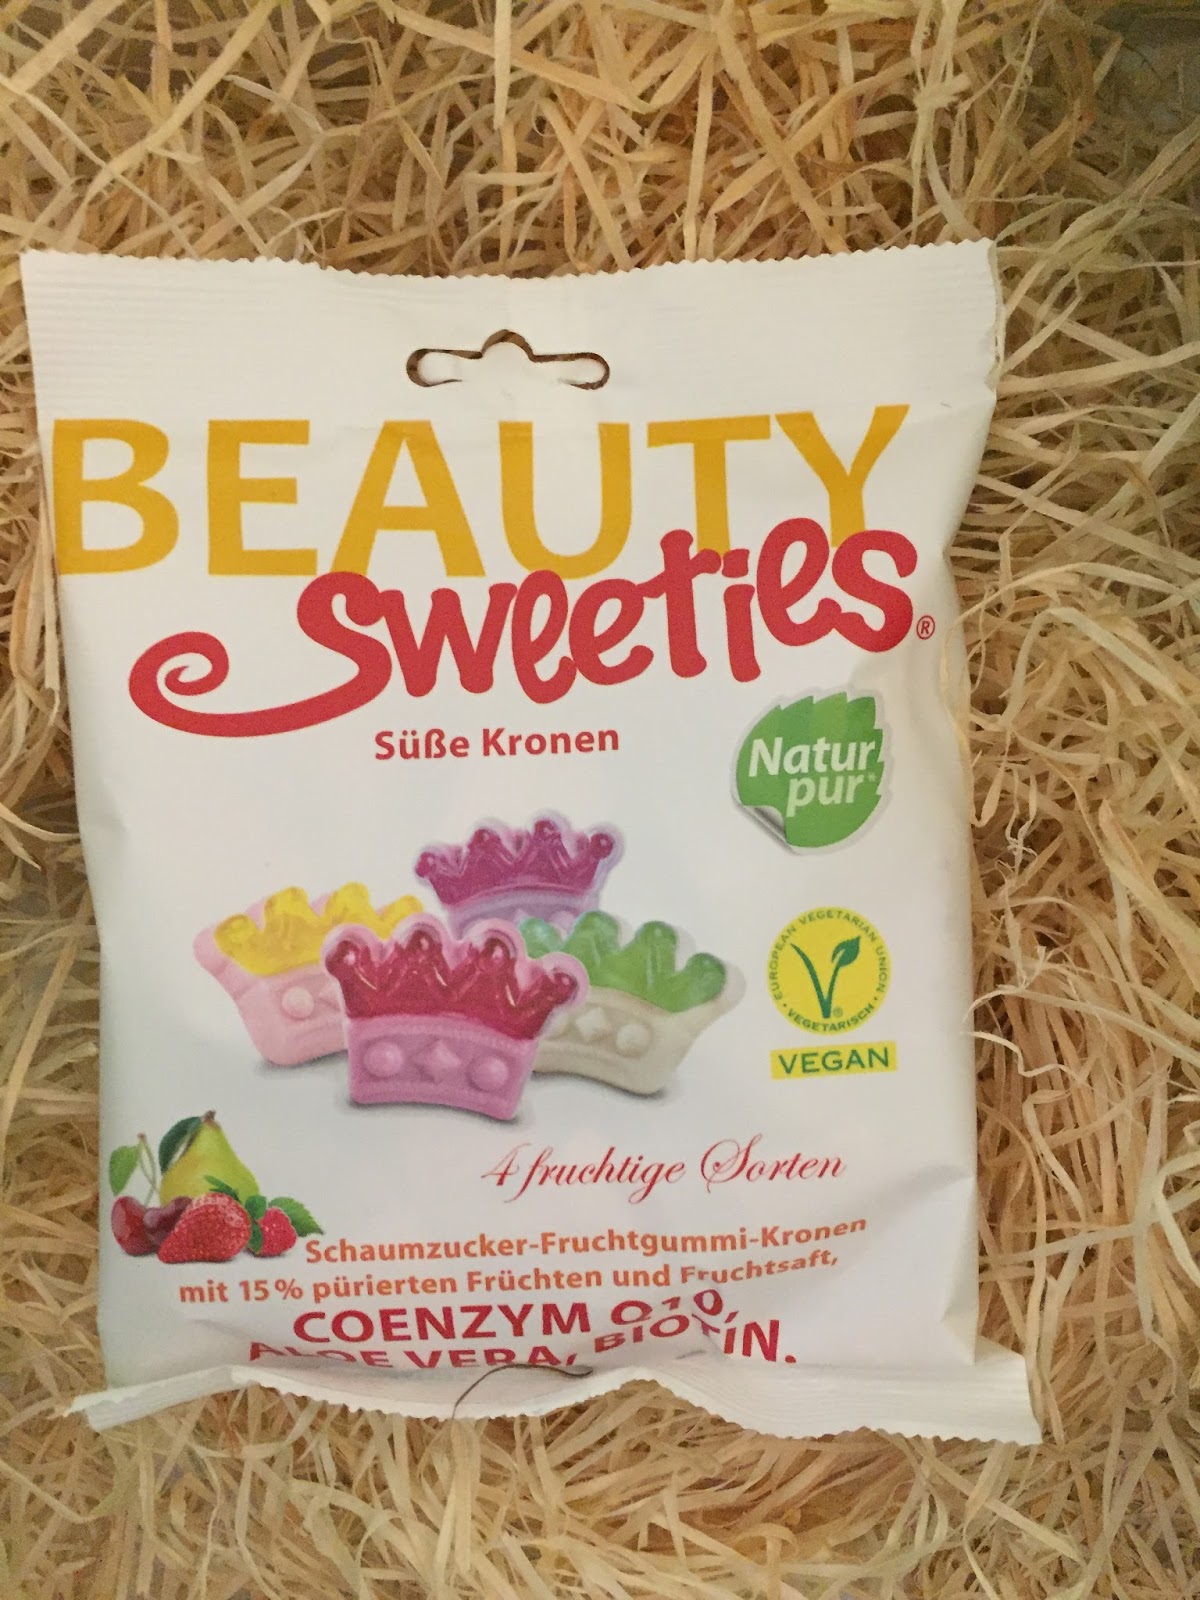 BEAUTY
Sweeties®
Süße Kronen
Natur
pur*
EUROPEAN VEGETARIAN UNION
VEGETARISCH
VEGAN
4 fruchtige Sorten
Schaumzucker-Fruchtgummi-Kronen
mit 15% pürierten Früchten und Fruchtsaft,
COENZYM Q10,
ALOE VERA, BIOTIN.